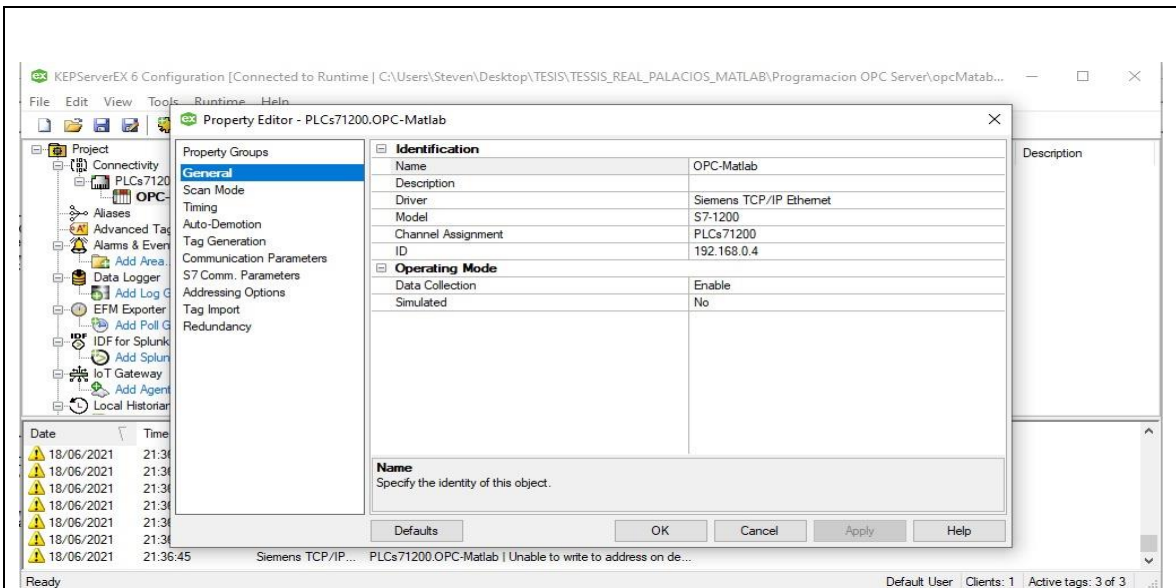 KEPServerEX 6 Configuration [Connected to Runtime | C:\Users\Steven\Desktop\TESIS\TESSIS_REAL_PALACIOS_MATLAB\Programacion OPC Server\opcMatab...
File Edit View Tools Runtime Help
Project
Connectivity
PLCs7120
OPC-
Aliases
Advanced Tag
Alarms & Even
Add Area..
Data Logger
Add Log G
EFM Exporter
Add Poll G
IDF for Splunk
Add Splun
IoT Gateway
Add Agent
Local Historian
Property Editor - PLCs71200.OPC-Matlab
Property Groups
General
Scan Mode
Timing
Auto-Demotion
Tag Generation
Communication Parameters
S7 Comm. Parameters
Addressing Options
Tag Import
Redundancy
Identification
Name OPC-Matlab
Description
Driver Siemens TCP/IP Ethernet
Model S7-1200
Channel Assignment PLCs71200
ID 192.168.0.4
Operating Mode
Data Collection Enable
Simulated No
Name
Specify the identity of this object.
Defaults OK Cancel Apply Help
Description
Date Time
18/06/2021 21:36
18/06/2021 21:36
18/06/2021 21:36
18/06/2021 21:36
18/06/2021 21:36
18/06/2021 21:36
18/06/2021 21:36:45 Siemens TCP/IP... PLCs71200.OPC-Matlab | Unable to write to address on de...
Ready Default User Clients: 1 Active tags: 3 of 3